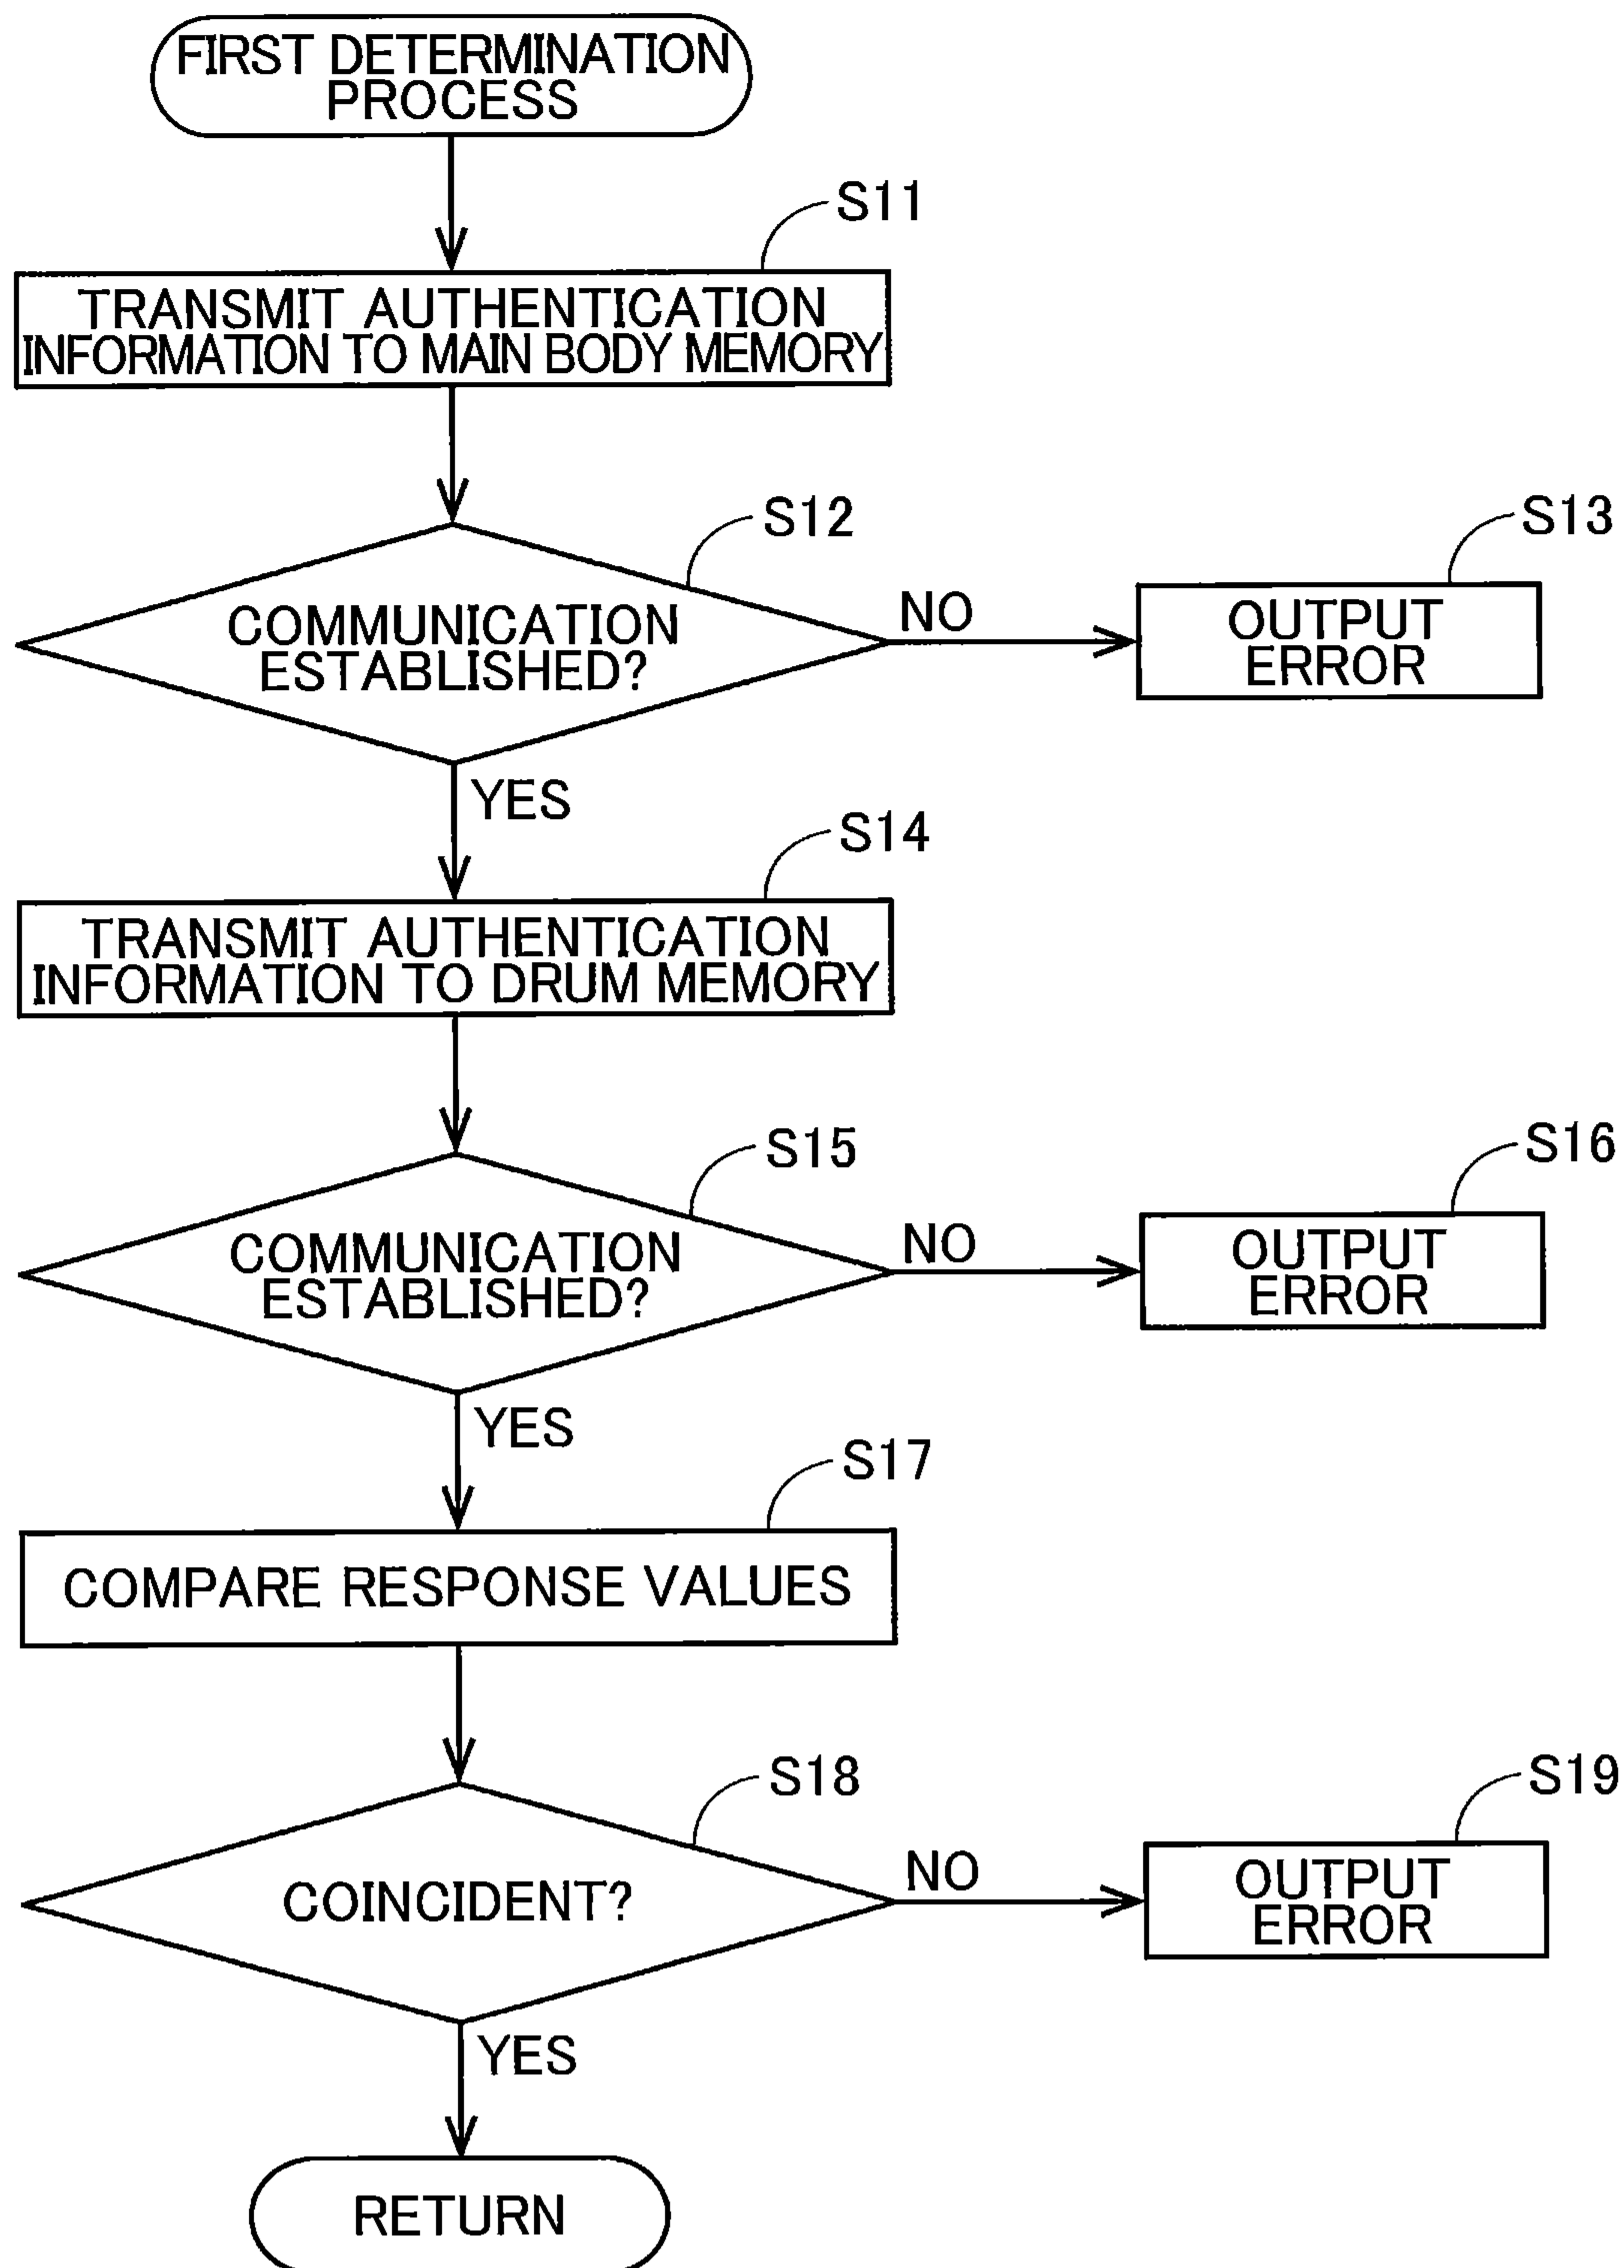 FIRST DETERMINATION
PROCESS
S11
TRANSMIT AUTHENTICATION
INFORMATION TO MAIN BODY MEMORY
S12
COMMUNICATION
ESTABLISHED?
NO
S13
OUTPUT
ERROR
YES
S14
TRANSMIT AUTHENTICATION
INFORMATION TO DRUM MEMORY
S15
COMMUNICATION
ESTABLISHED?
NO
S16
OUTPUT
ERROR
YES
S17
COMPARE RESPONSE VALUES
S18
COINCIDENT?
NO
S19
OUTPUT
ERROR
YES
RETURN